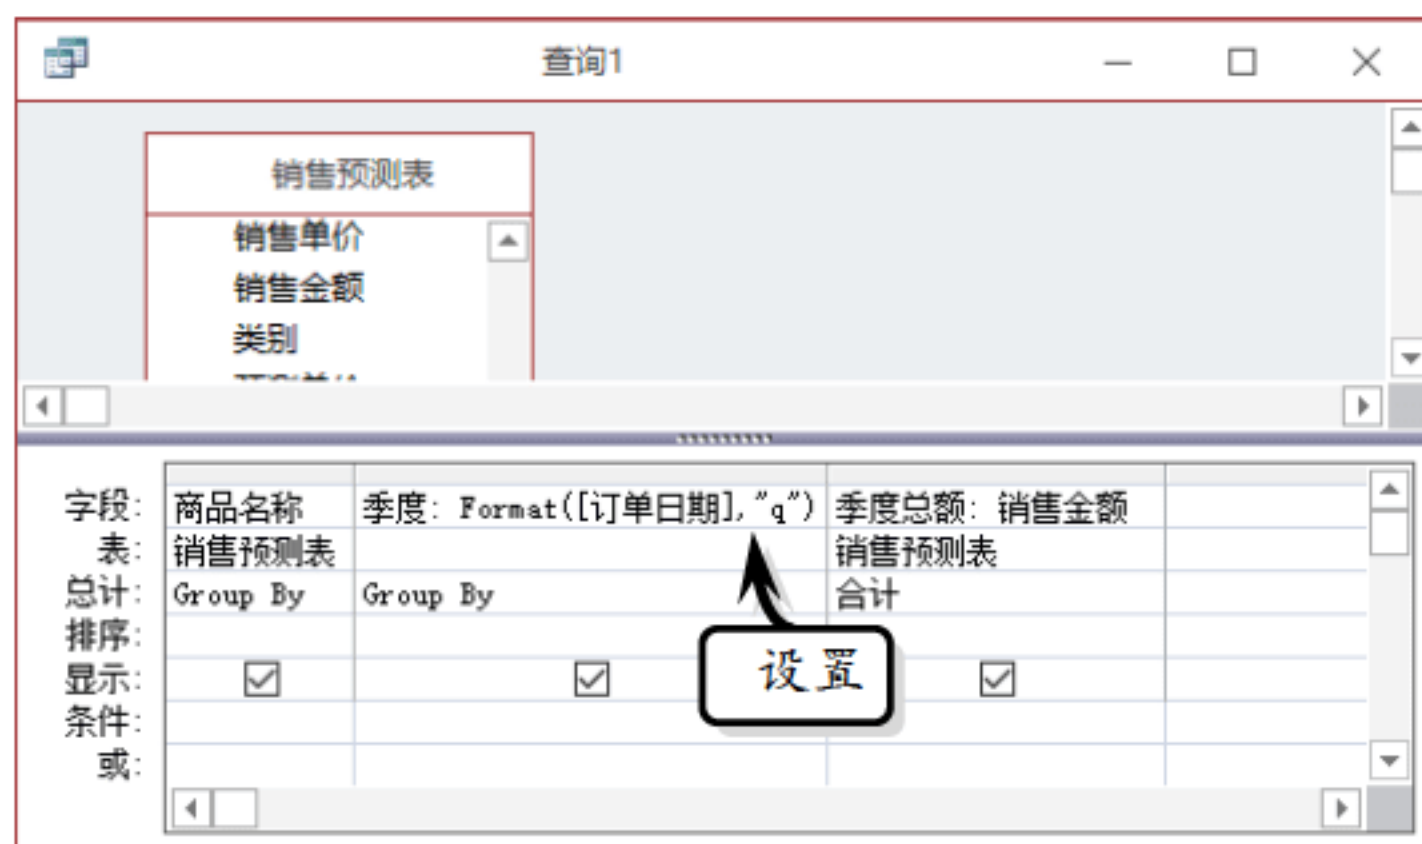 查询1
销售预测表
销售单价
销售金额
类别
字段: 商品名称 季度: Format([订单日期],"q") 季度总额: 销售金额
表: 销售预测表 销售预测表
总计: Group By Group By 合计
排序:
显示:
设置
条件:
或: